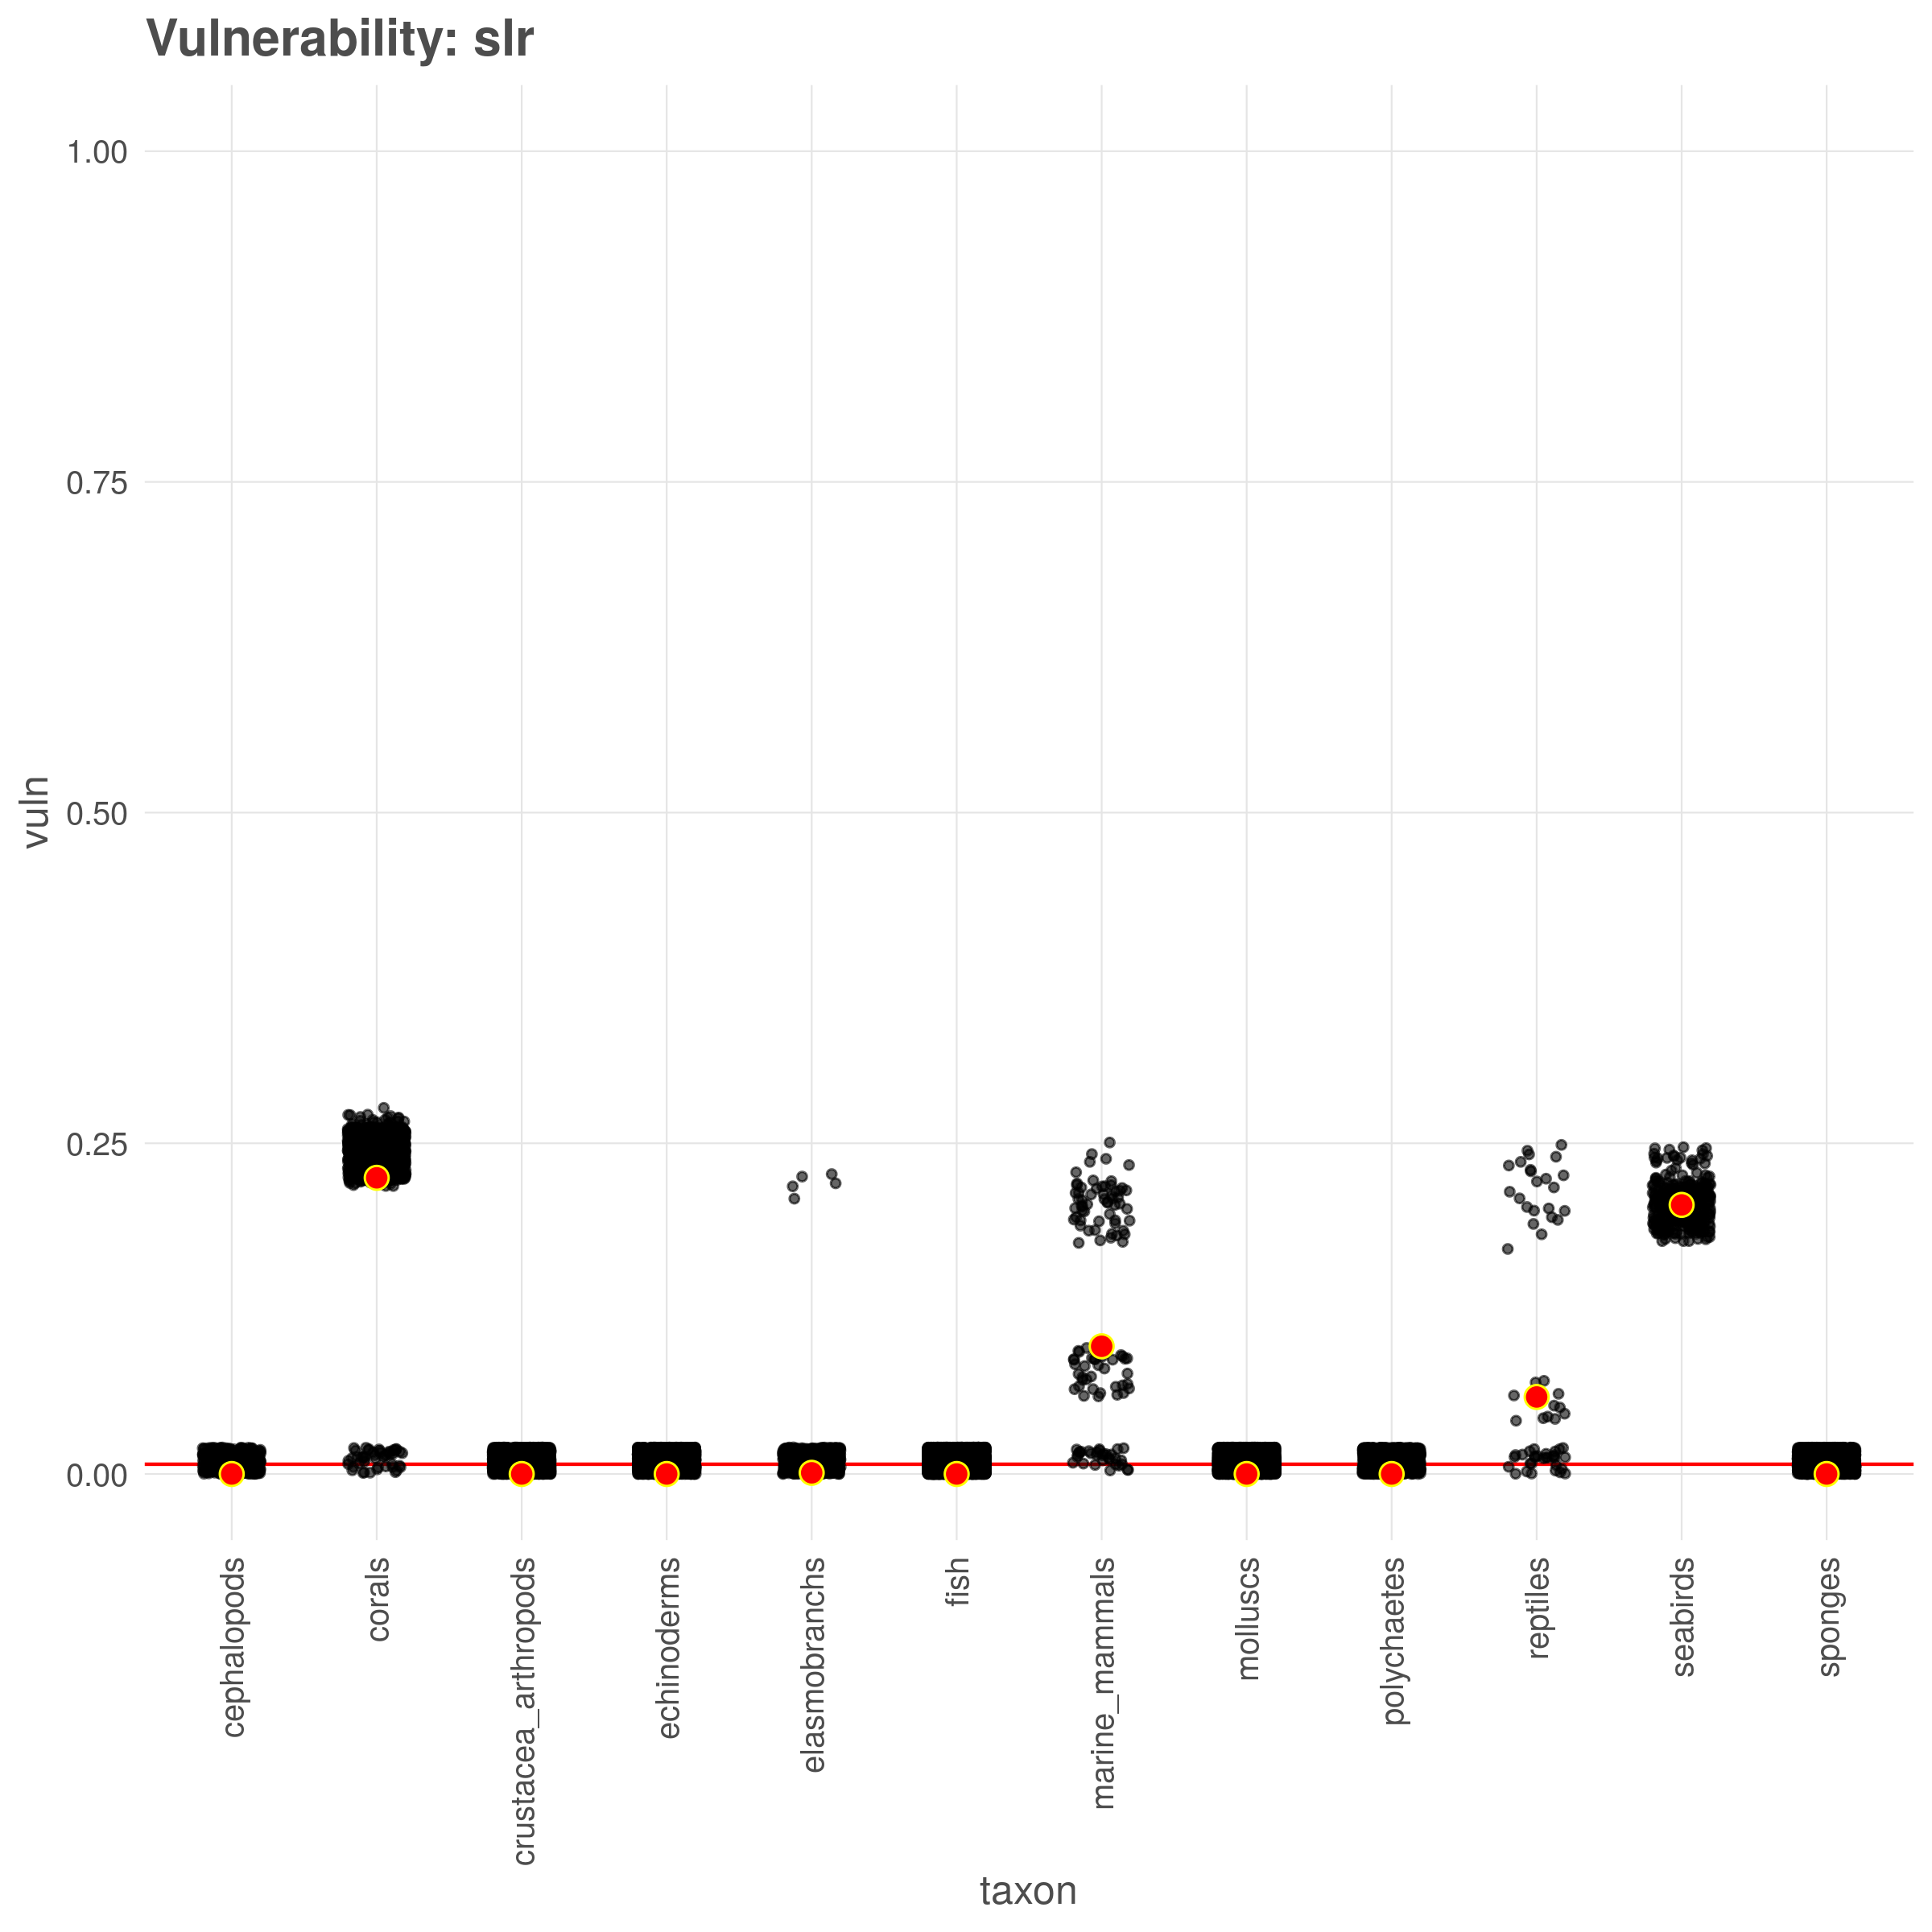 Vulnerability: slr
1.00
0.75
0.50
0.25
0.00
vuln
cephalopods
corals
crustacea_arthropods
echinoderms
elasmobranchs
fish
marine_mammals
molluscs
polychaetes
reptiles
seabirds
sponges
taxon